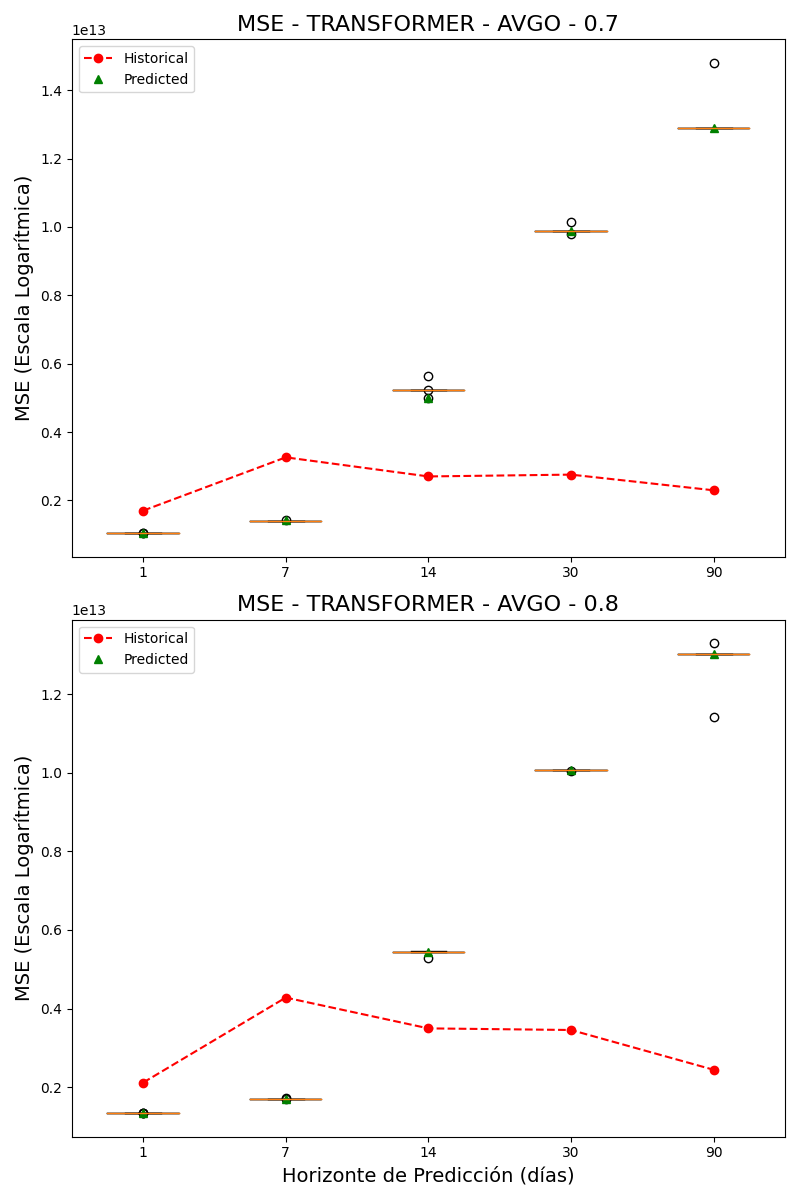 MSE - TRANSFORMER - AVGO - 0.7
1e13
Historical
Predicted
MSE (Escala Logarítmica)
1.4
1.2
1.0
0.8
0.6
0.4
0.2
1 7 14 30 90
MSE - TRANSFORMER - AVGO - 0.8
1e13
Historical
Predicted
MSE (Escala Logarítmica)
1.2
1.0
0.8
0.6
0.4
0.2
1 7 14 30 90
Horizonte de Predicción (días)